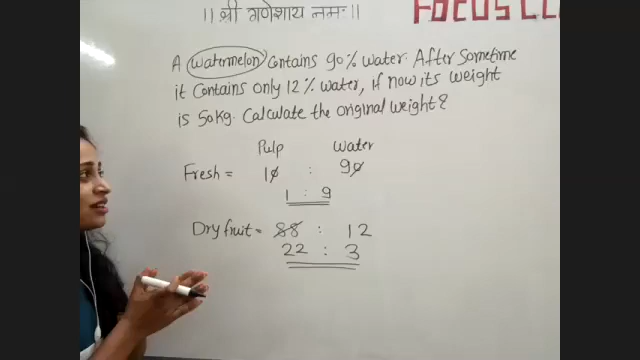 ।। श्री गणेशाय नमः।।
FOCUS CL
A Watermelon Contains 90% water. After Sometime
it Contains only 12% water, If now its weight
is 50Kg. Calculate the original weight?
Pulp Water
Fresh = 10 : 90
1 : 9
Dry fruit = 88 : 12
22 : 3